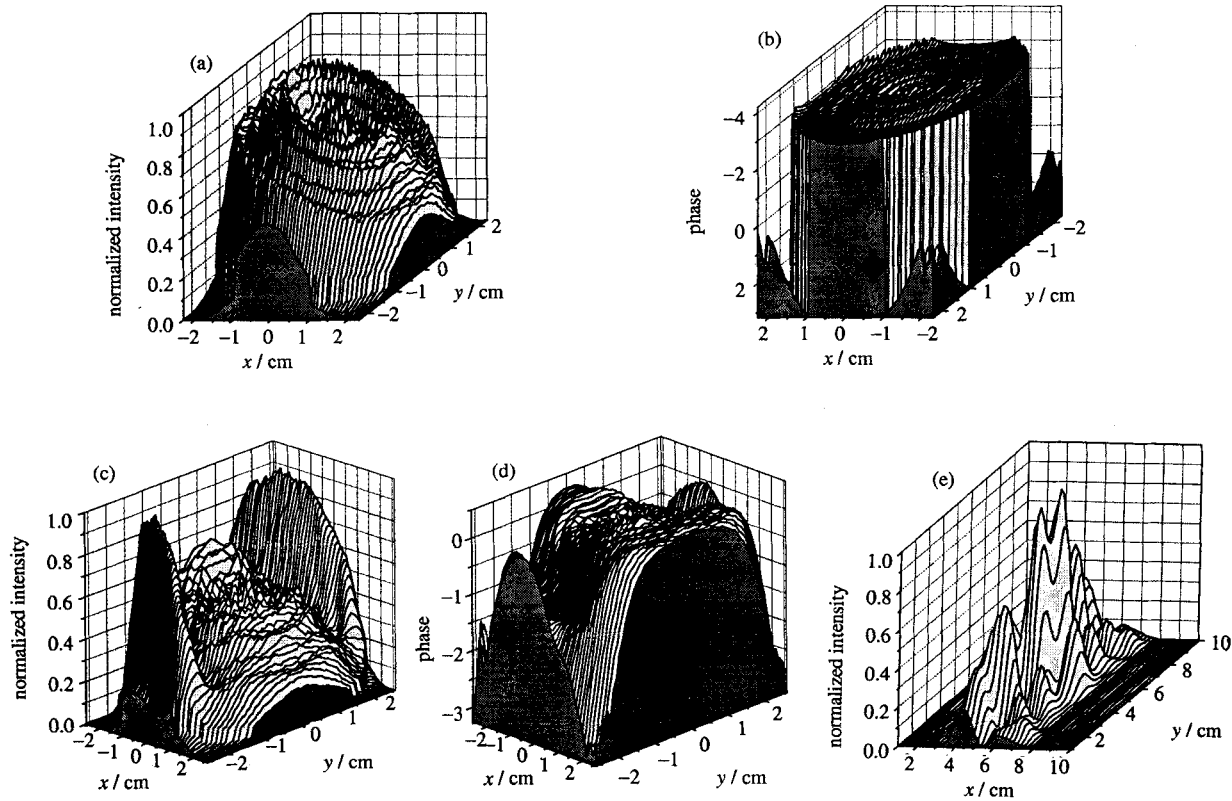 (a)
normalized intensity
1.0
0.8
0.6
0.4
0.2
0.0
−2 −1 0 1 2
x / cm
−2 −1 0 1 2
y / cm
(b)
phase
−4
−2
0
2
2 1 0 −1 −2
x / cm
2 1 0 −1 −2
y / cm
(c)
normalized intensity
1.0
0.8
0.6
0.4
0.2
0.0
−2 −1 0 1 2
x / cm
−2 −1 0 1 2
y / cm
(d)
phase
0
−1
−2
−3
−2 −1 0 1 2
x / cm
−2 −1 0 1 2
y / cm
(e)
normalized intensity
1.0
0.8
0.6
0.4
0.2
0.0
2 4 6 8 10
x / cm
2 4 6 8 10
y / cm